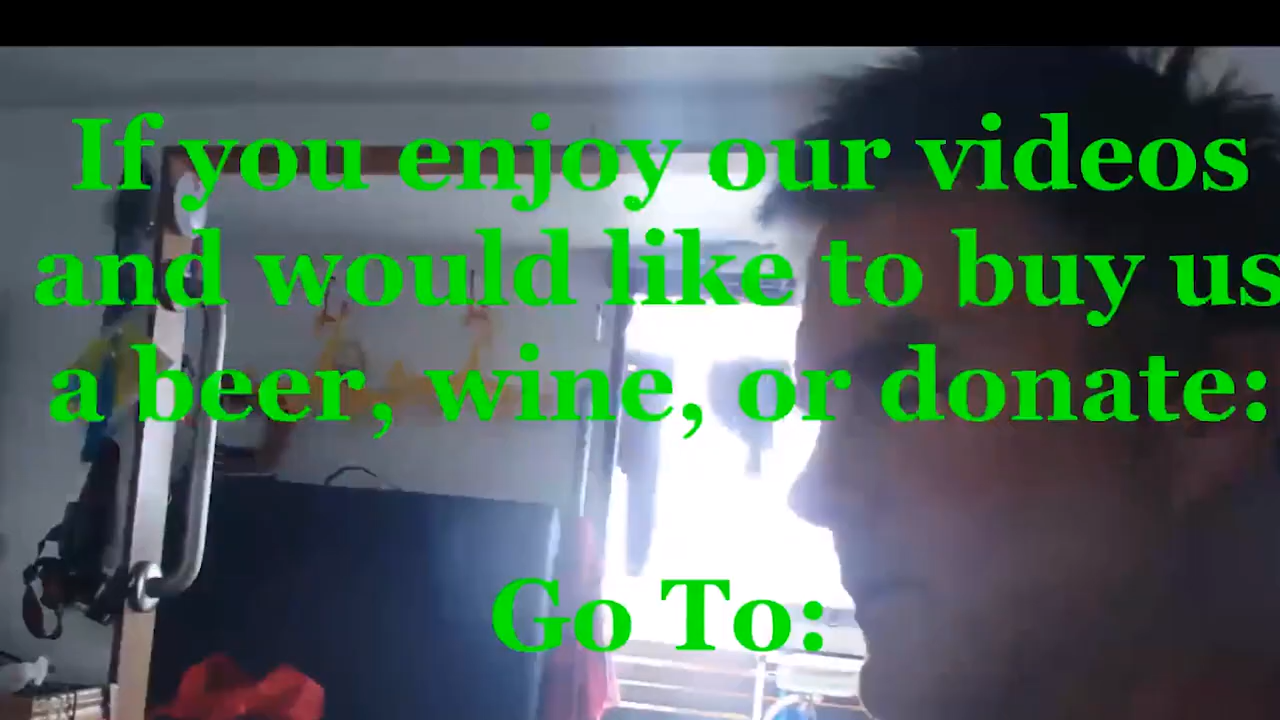 If you enjoy our videos
and would like to buy us
a beer, wine, or donate:
Go To: